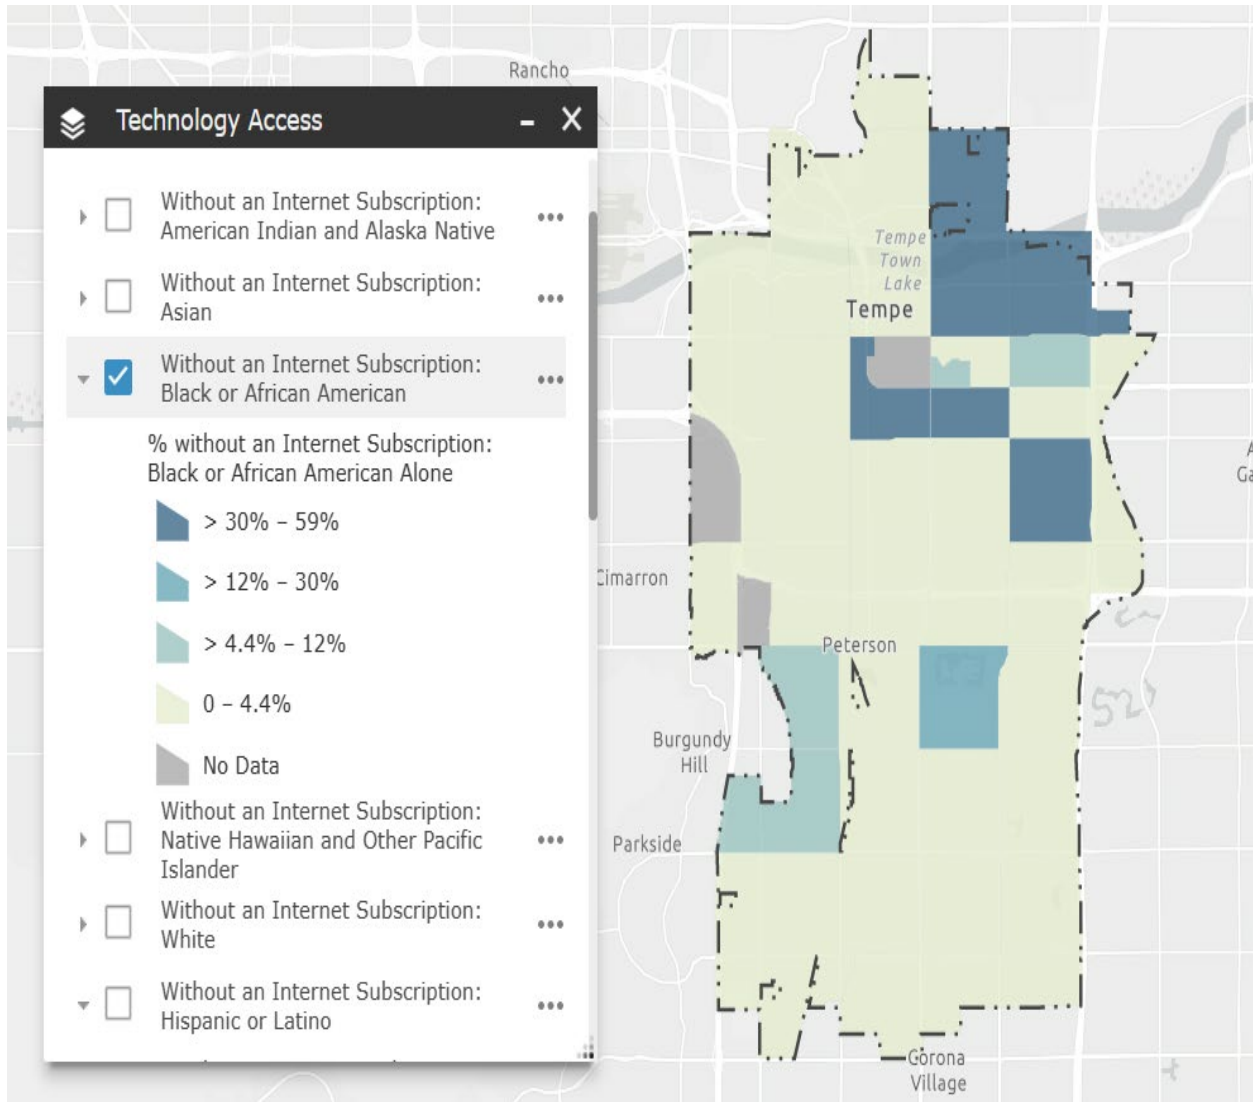 Technology Access
Without an Internet Subscription:
American Indian and Alaska Native
Without an Internet Subscription:
Asian
Without an Internet Subscription:
Black or African American
% without an Internet Subscription:
Black or African American Alone
> 30% – 59%
> 12% – 30%
> 4.4% – 12%
0 – 4.4%
No Data
Without an Internet Subscription:
Native Hawaiian and Other Pacific
Islander
Without an Internet Subscription:
White
Without an Internet Subscription:
Hispanic or Latino
Rancho
Tempe
Town
Lake
Tempe
Cimarron
Peterson
Burgundy
Hill
Parkside
Corona
Village